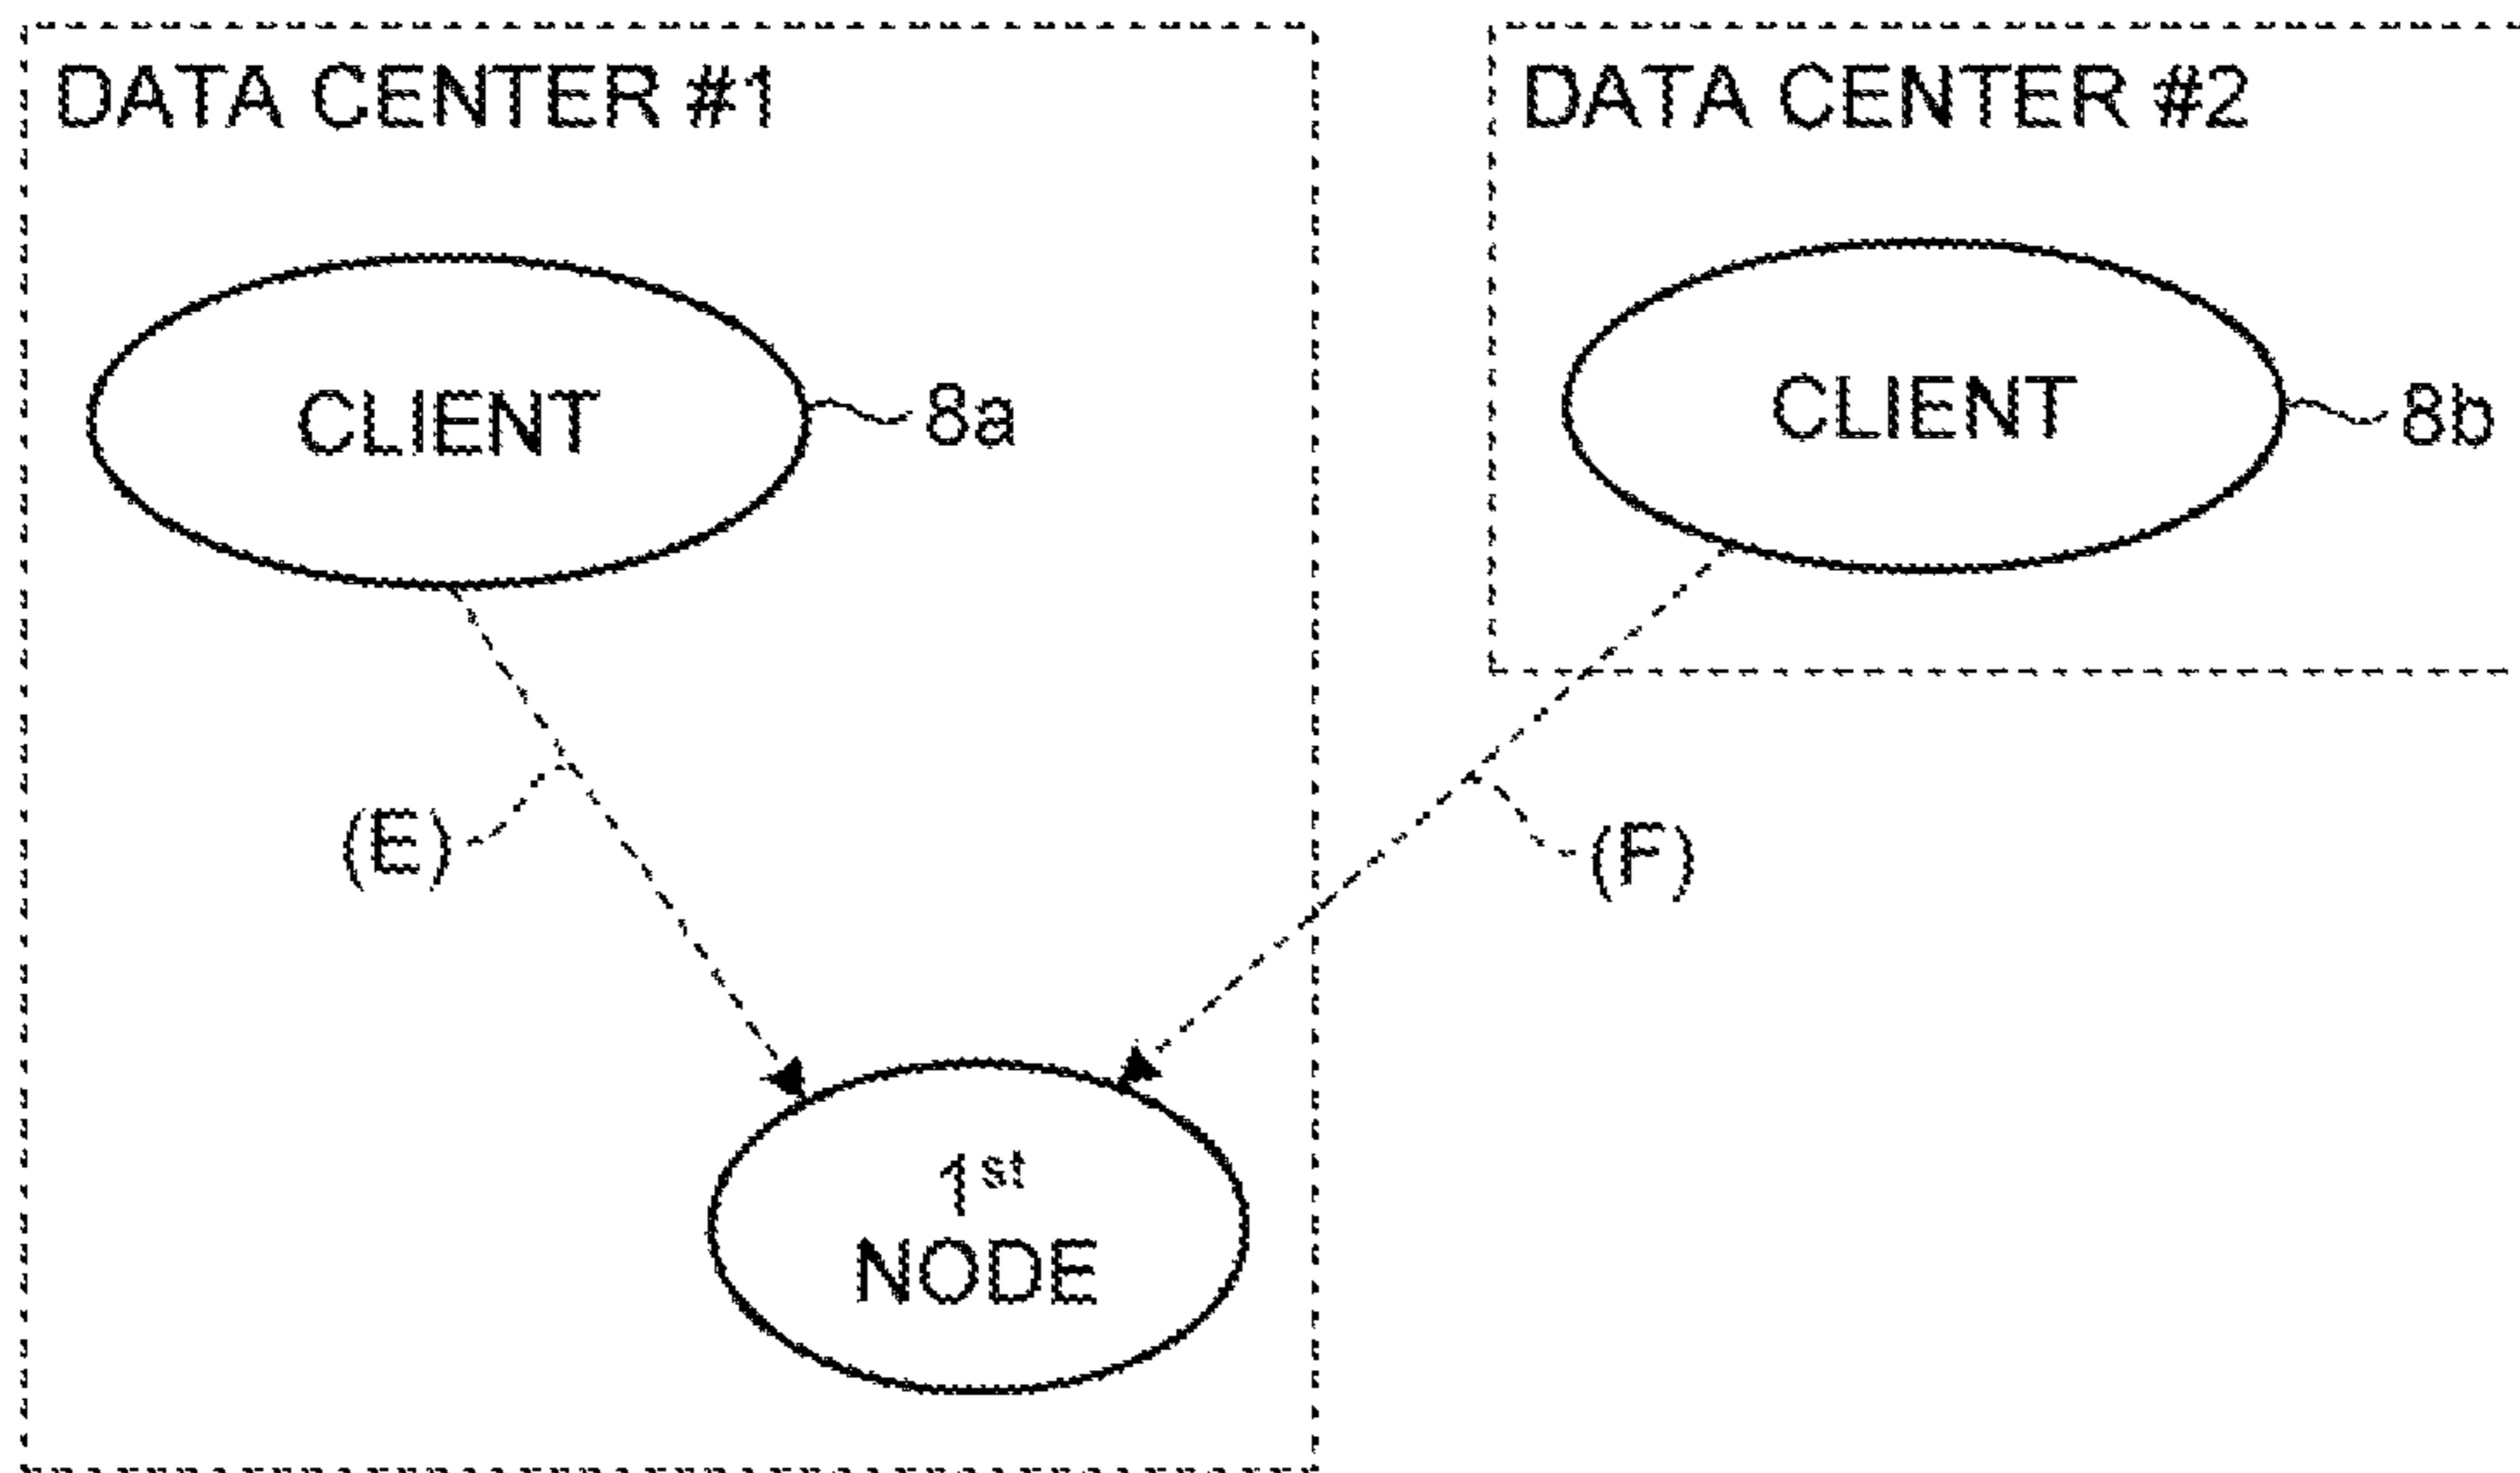 DATA CENTER #1
DATA CENTER #2
CLIENT
8a
CLIENT
8b
(E)
(F)
1st
NODE